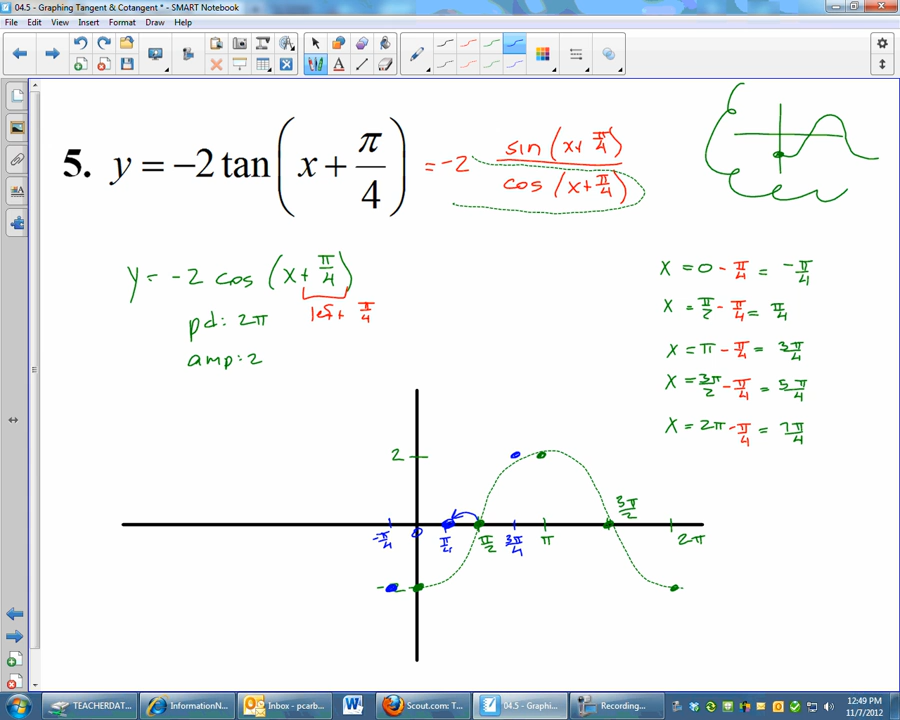 04.5 - Graphing Tangent & Cotangent * - SMART Notebook
File Edit View Insert Format Draw Help
5. y = −2 tan(x + π/4) = -2 sin(x+π/4)/cos(x+π/4)
y = -2 cos (x+π/4)
left π/4
pd: 2π
amp: 2
x = 0 - π/4 = -π/4
x = π/2 - π/4 = π/4
x = π - π/4 = 3π/4
x = 3π/2 - π/4 = 5π/4
x = 2π - π/4 = 7π/4
2
3π/2
-π/4 0 π/4 π/2 3π/4 π 2π
-2
TEACHERDAT... InformationN... Inbox - pcarb... Scout.com: T... 04.5 - Graphi... Recording...
12:49 PM
11/7/2012